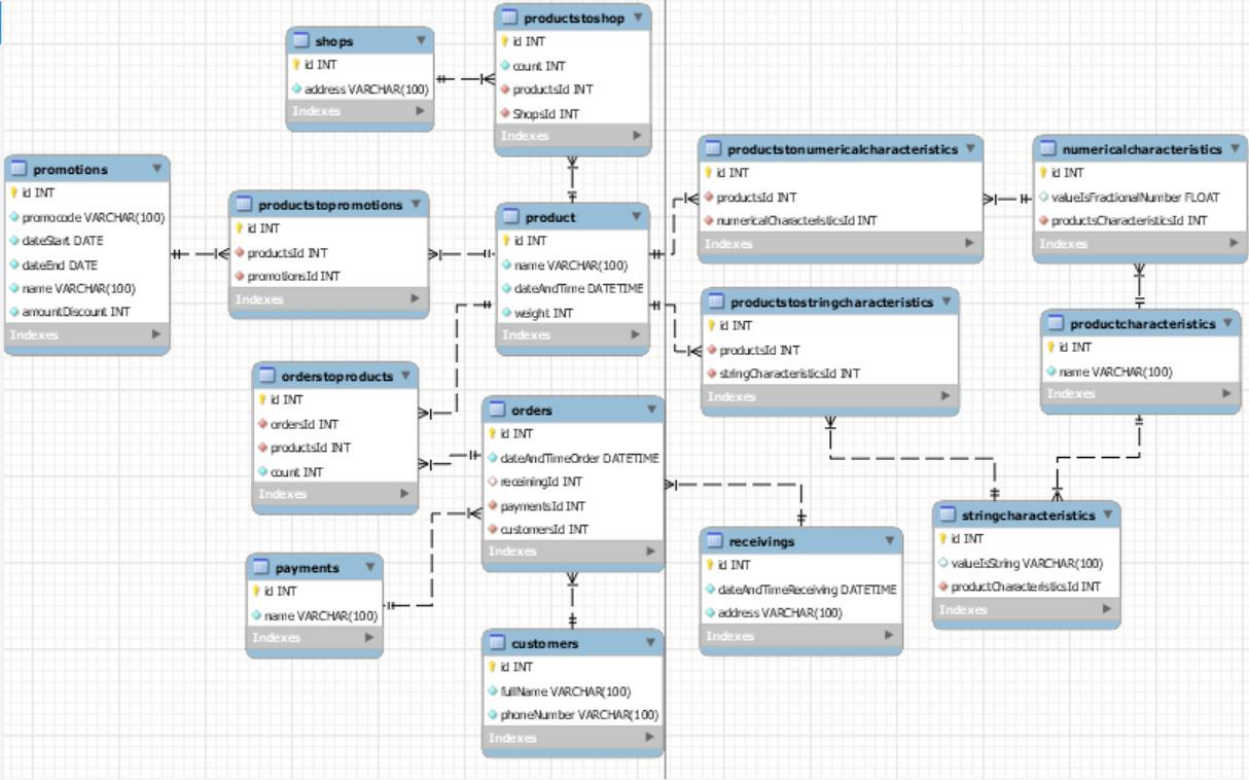 shops
id INT
address VARCHAR(100)
Indexes
productstoshop
id INT
count INT
productsId INT
ShopsId INT
Indexes
promotions
id INT
promocode VARCHAR(100)
dateStart DATE
dateEnd DATE
name VARCHAR(100)
amountDiscount INT
Indexes
productstopromotions
id INT
productsId INT
promotionsId INT
Indexes
product
id INT
name VARCHAR(100)
dateAndTime DATETIME
weight INT
Indexes
productstonumericalcharacteristics
id INT
productsId INT
numericalCharacteristicsId INT
Indexes
numericalcharacteristics
id INT
valueIsFractionalNumber FLOAT
productsCharacteristicsId INT
Indexes
productstostringcharacteristics
id INT
productsId INT
stringCharacteristicsId INT
Indexes
productcharacteristics
id INT
name VARCHAR(100)
Indexes
orderstoproducts
id INT
ordersId INT
productsId INT
count INT
Indexes
orders
id INT
dateAndTimeOrder DATETIME
receiningId INT
paymentsId INT
customersId INT
Indexes
payments
id INT
name VARCHAR(100)
Indexes
receivings
id INT
dateAndTimeReceiving DATETIME
address VARCHAR(100)
Indexes
stringcharacteristics
id INT
valueIsString VARCHAR(100)
productCharacteristicsId INT
Indexes
customers
id INT
fullName VARCHAR(100)
phoneNumber VARCHAR(100)
Indexes